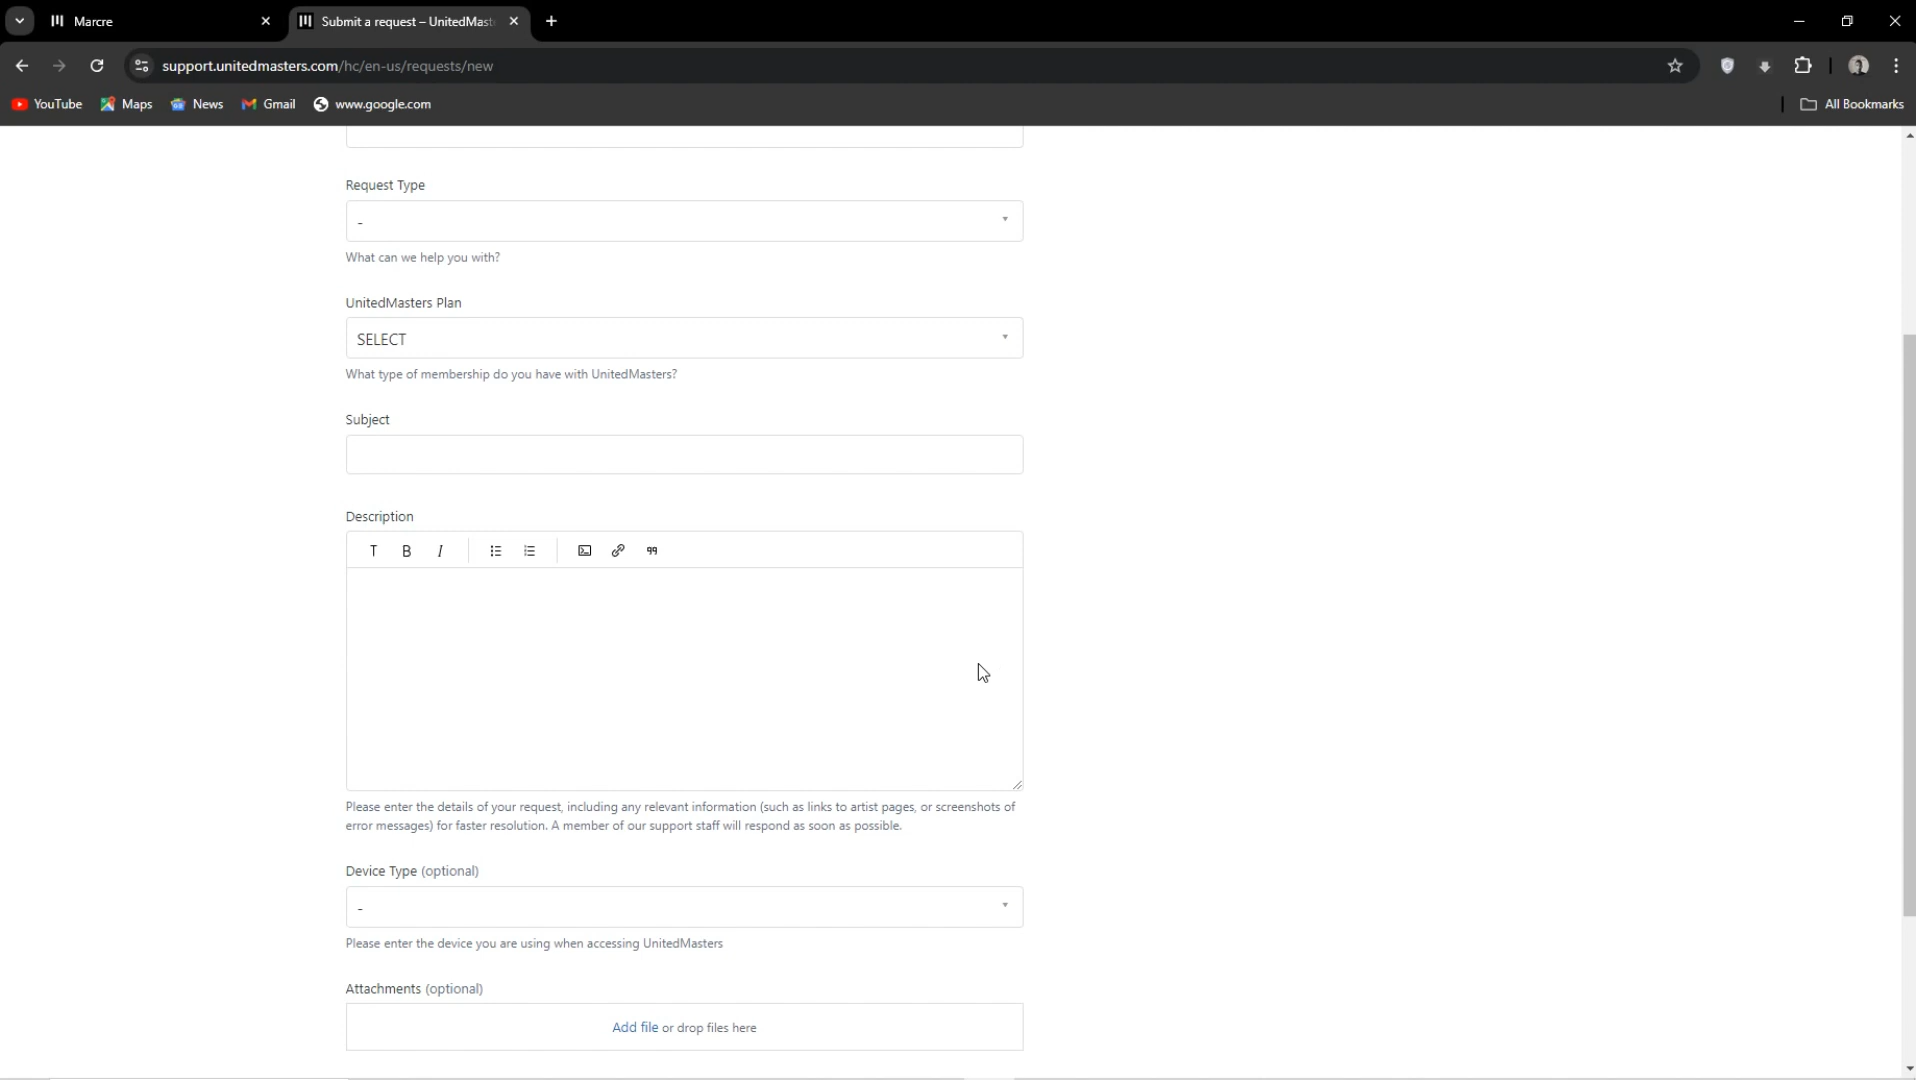 Marcre
Submit a request – UnitedMast
support.unitedmasters.com/hc/en-us/requests/new
YouTube
Maps
News
Gmail
www.google.com
All Bookmarks
Request Type
-
What can we help you with?
UnitedMasters Plan
SELECT
What type of membership do you have with UnitedMasters?
Subject
Description
T B I
Please enter the details of your request, including any relevant information (such as links to artist pages, or screenshots of
error messages) for faster resolution. A member of our support staff will respond as soon as possible.
Device Type (optional)
-
Please enter the device you are using when accessing UnitedMasters
Attachments (optional)
Add file or drop files here